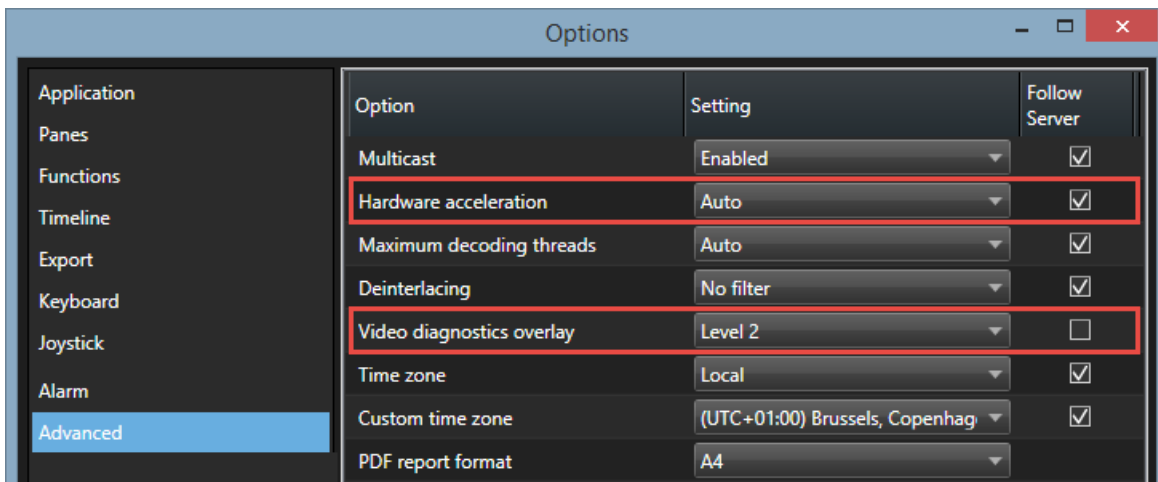 Options
Application
Panes
Functions
Timeline
Export
Keyboard
Joystick
Alarm
Advanced
Option Setting Follow Server
Multicast Enabled
Hardware acceleration Auto
Maximum decoding threads Auto
Deinterlacing No filter
Video diagnostics overlay Level 2
Time zone Local
Custom time zone (UTC+01:00) Brussels, Copenhag
PDF report format A4